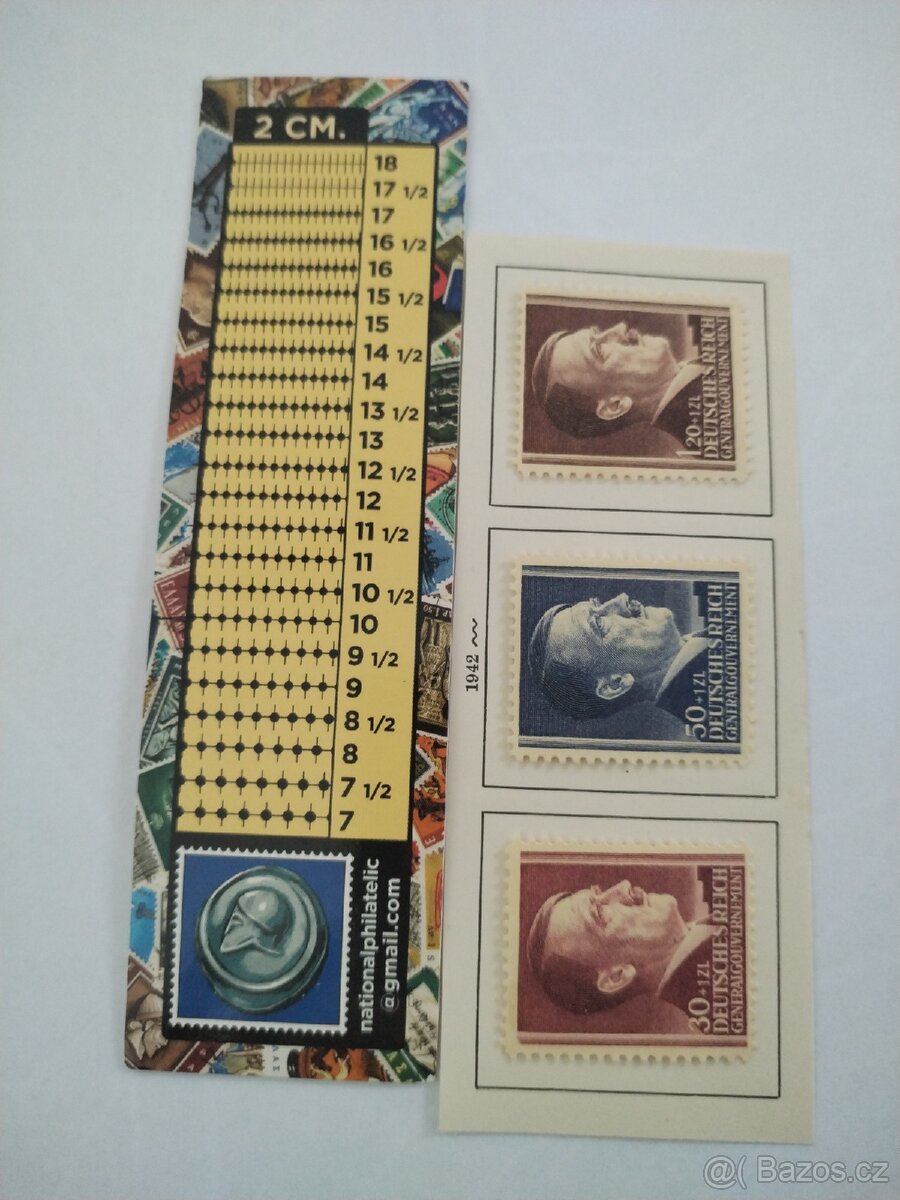 2 CM.
18
17 1/2
17
16 1/2
16
15 1/2
15
14 1/2
14
13 1/2
13
12 1/2
12
11 1/2
11
10 1/2
10
9 1/2
9
8 1/2
8
7 1/2
7
nationalphilatelic
@gmail.com
1942
1.20+1ZL
DEUTSCHES REICH
GENERALGOUVERNEMENT
50+1ZL
DEUTSCHES REICH
GENERALGOUVERNEMENT
30+1ZL
DEUTSCHES REICH
GENERALGOUVERNEMENT
@( Bazos.cz